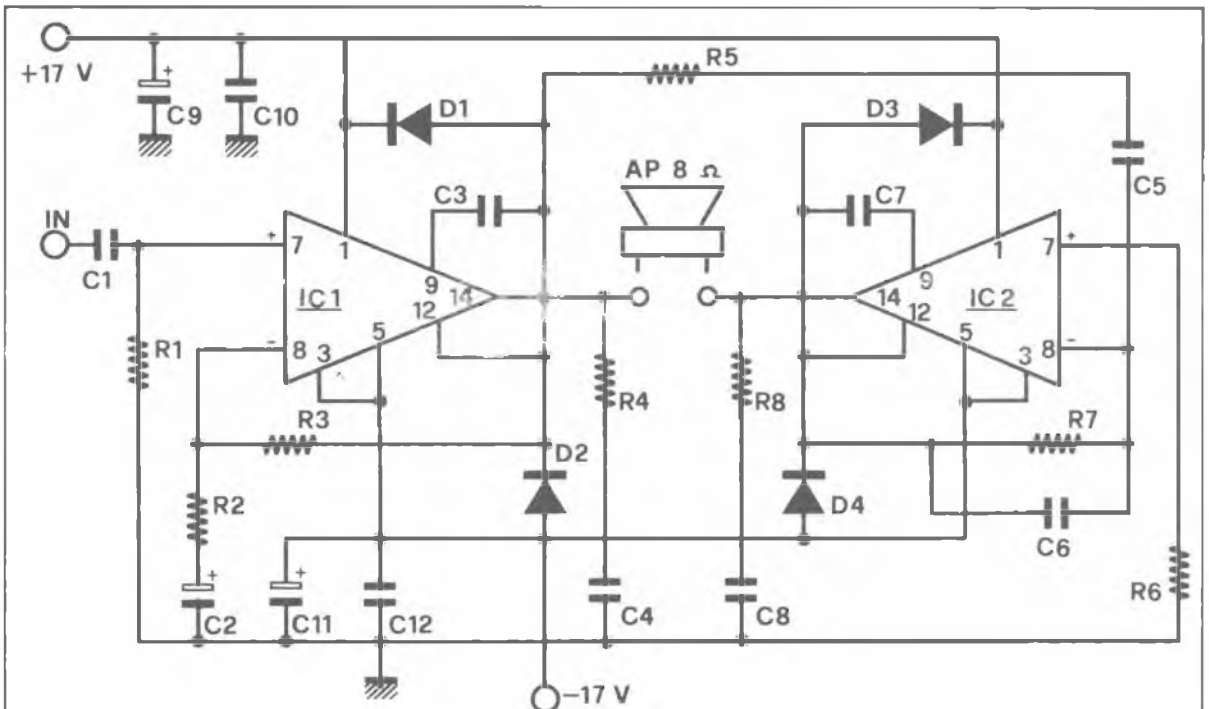 +17 V
C9
C10
D1
R5
D3
C5
AP 8 Ω
C3
C7
IN
C1
+
7
1
9
14
IC1
12
5
3
8
-
+
7
1
9
14
IC2
12
5
3
8
-
R1
R3
R4
R8
R7
D2
D4
R2
C6
R6
+
C2
+
C11
C12
C4
C8
-17 V
+